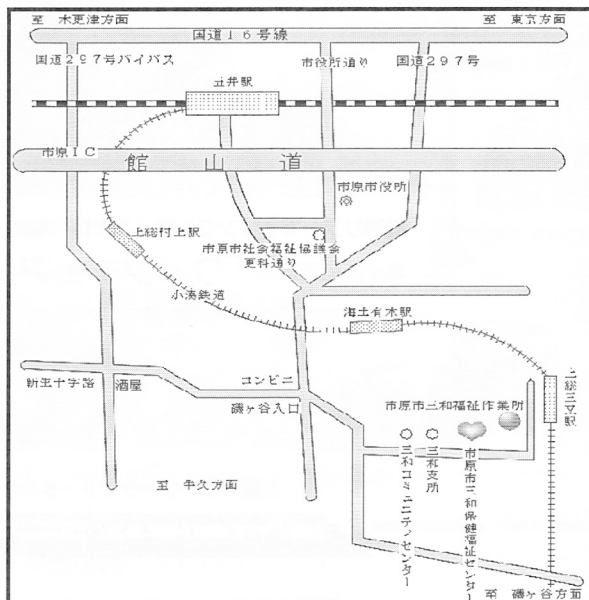 至 木更津方面
至 東京方面
国道16号線
国道297号バイパス
市役所通り
国道297号
五井駅
市原IC
館山道
市原市役所
上総村上駅
市原市社会福祉協議会
更科通り
小湊鉄道
海士有木駅
新生十字路
酒屋
コンビニ
磯ヶ谷入口
市原市三和福祉作業所
上総三又駅
三和コミュニティセンター
三和支所
市原市三和保健福祉センター
至 牛久方面
至 磯ヶ谷方面